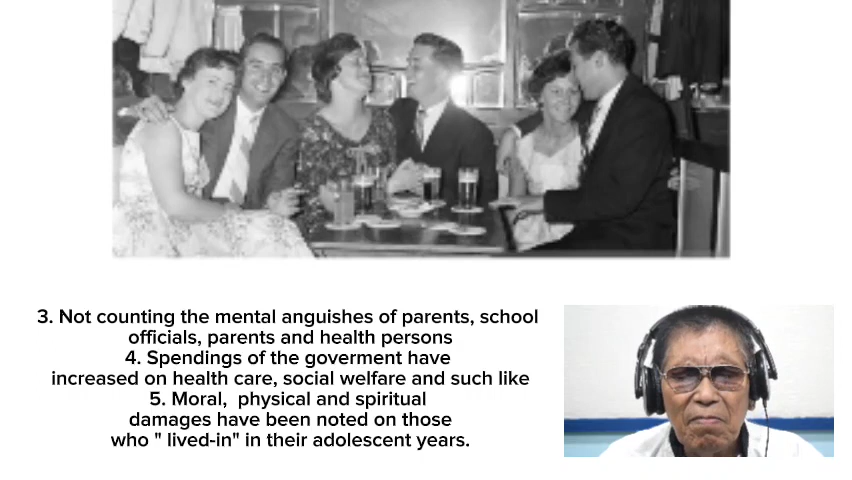 3. Not counting the mental anguishes of parents, school
officials, parents and health persons
4. Spendings of the goverment have
increased on health care, social welfare and such like
5. Moral,  physical and spiritual
damages have been noted on those
who " lived-in" in their adolescent years.